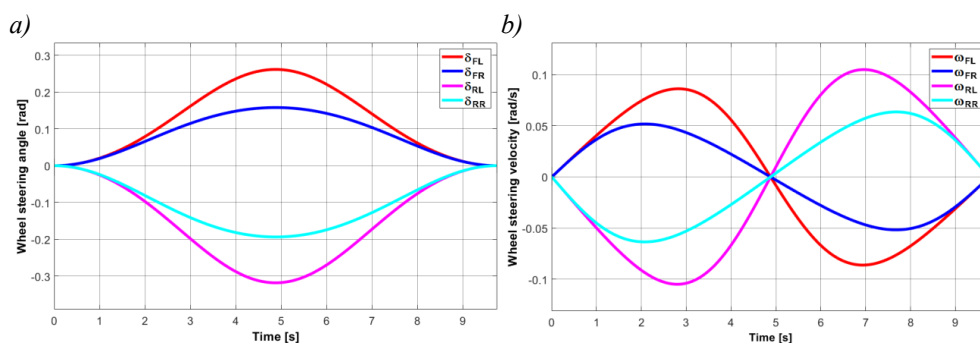 a)
Wheel steering angle [rad]
0.3
0.2
0.1
0
-0.1
-0.2
-0.3
0 1 2 3 4 5 6 7 8 9
Time [s]
δFL
δFR
δRL
δRR
b)
Wheel steering velocity [rad/s]
0.1
0.05
0
-0.05
-0.1
0 1 2 3 4 5 6 7 8 9
Time [s]
ωFL
ωFR
ωRL
ωRR